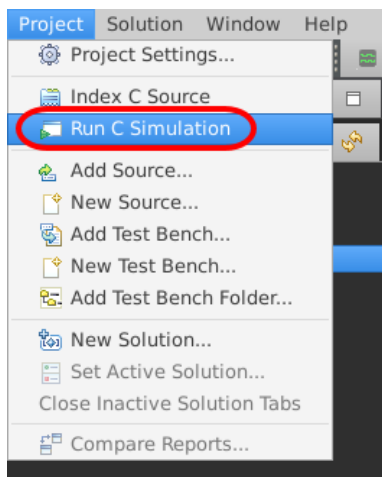 Project Solution Window Help
Project Settings...
Index C Source
Run C Simulation
Add Source...
New Source...
Add Test Bench...
New Test Bench...
Add Test Bench Folder...
New Solution...
Set Active Solution...
Close Inactive Solution Tabs
Compare Reports...